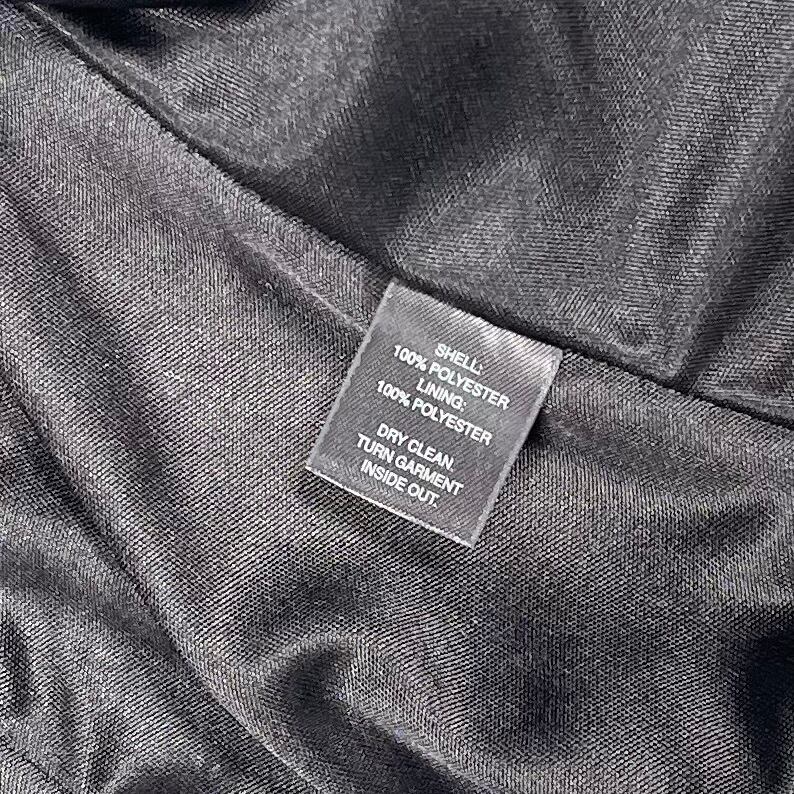 SHELL:
100% POLYESTER
LINING:
100% POLYESTER
DRY CLEAN.
TURN GARMENT
INSIDE OUT.